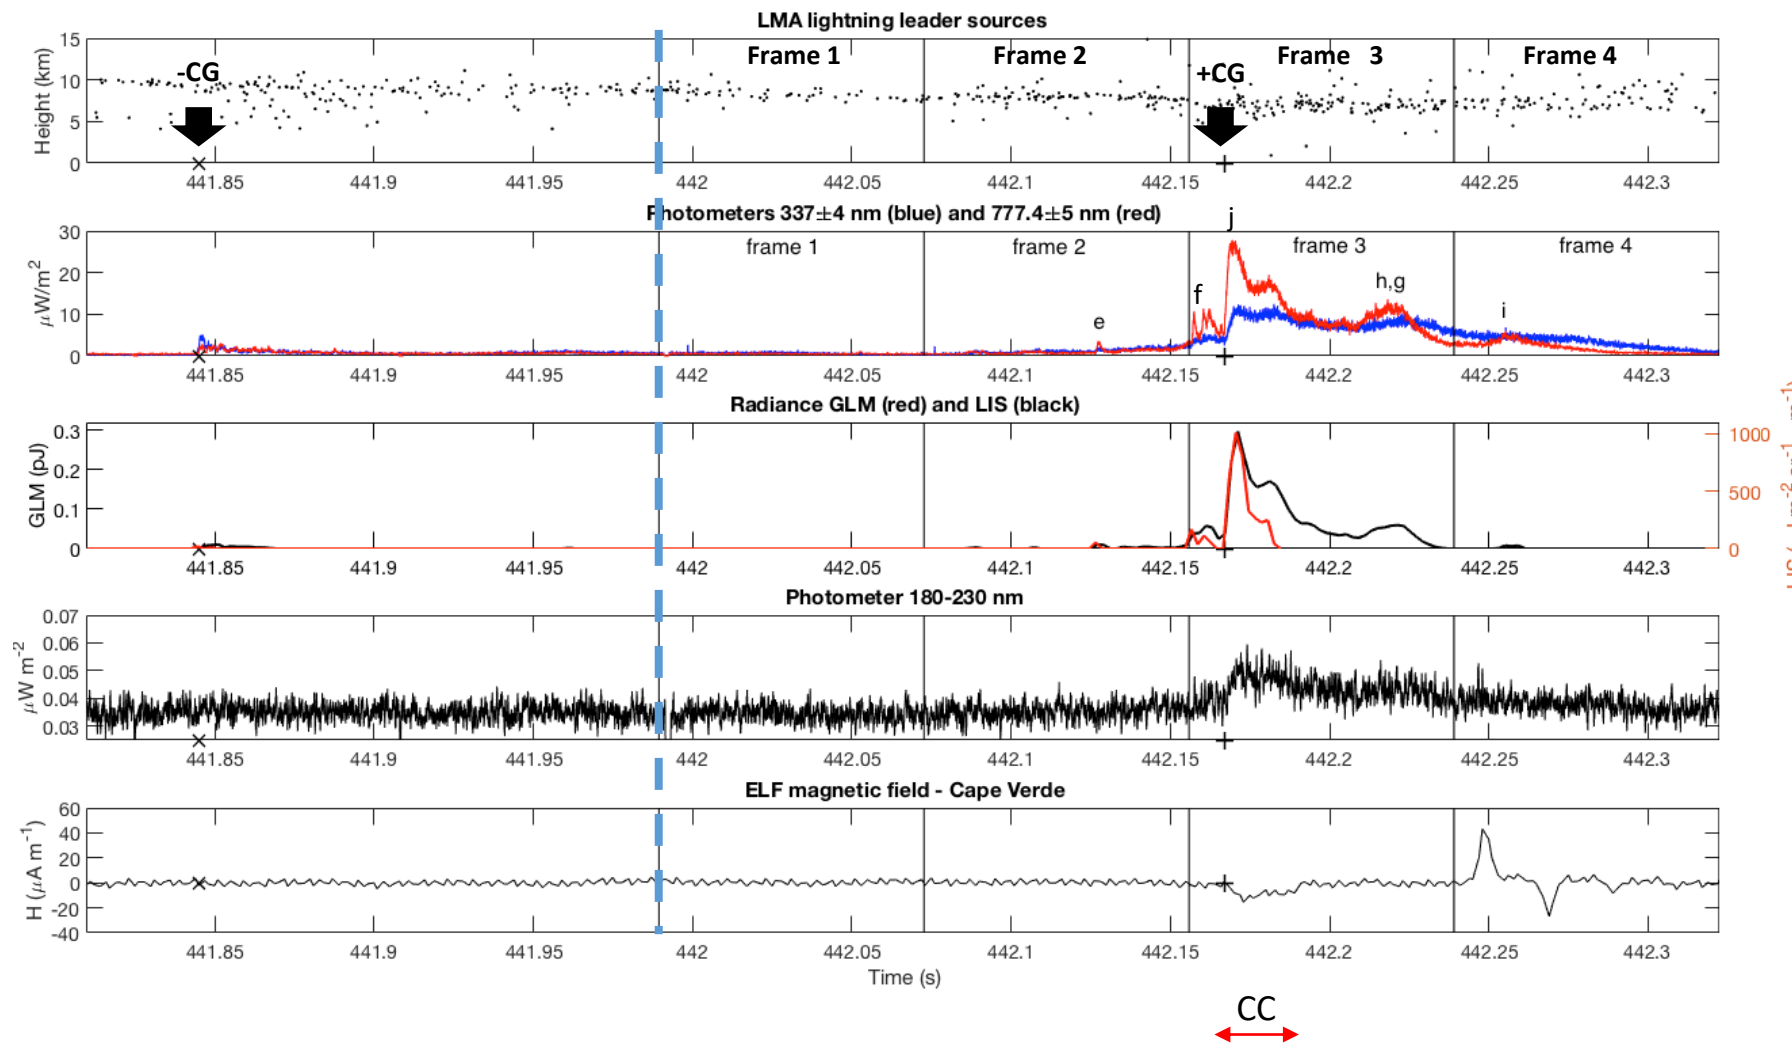 LMA lightning leader sources
Height (km)
15
10
5
0
-CG
Frame 1
Frame 2
Frame 3
+CG
Frame 4
441.85 441.9 441.95 442 442.05 442.1 442.15 442.2 442.25 442.3
Photometers 337±4 nm (blue) and 777.4±5 nm (red)
μW/m²
30
20
10
0
frame 1
frame 2
frame 3
frame 4
e
f
j
h,g
i
441.85 441.9 441.95 442 442.05 442.1 442.15 442.2 442.25 442.3
Radiance GLM (red) and LIS (black)
GLM (pJ)
0.3
0.2
0.1
0
1000
500
0
441.85 441.9 441.95 442 442.05 442.1 442.15 442.2 442.25 442.3
Photometer 180-230 nm
μW m⁻²
0.07
0.06
0.05
0.04
0.03
441.85 441.9 441.95 442 442.05 442.1 442.15 442.2 442.25 442.3
ELF magnetic field - Cape Verde
H (μA m⁻¹)
60
40
20
0
-20
-40
441.85 441.9 441.95 442 442.05 442.1 442.15 442.2 442.25 442.3
Time (s)
CC